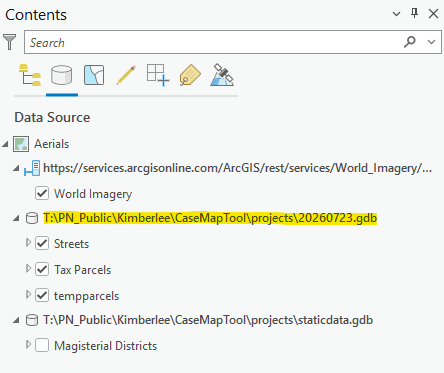 Contents
Search
Data Source
Aerials
https://services.arcgisonline.com/ArcGIS/rest/services/World_Imagery/...
World Imagery
T:\PN_Public\Kimberlee\CaseMapTool\projects\20260723.gdb
Streets
Tax Parcels
tempparcels
T:\PN_Public\Kimberlee\CaseMapTool\projects\staticdata.gdb
Magisterial Districts